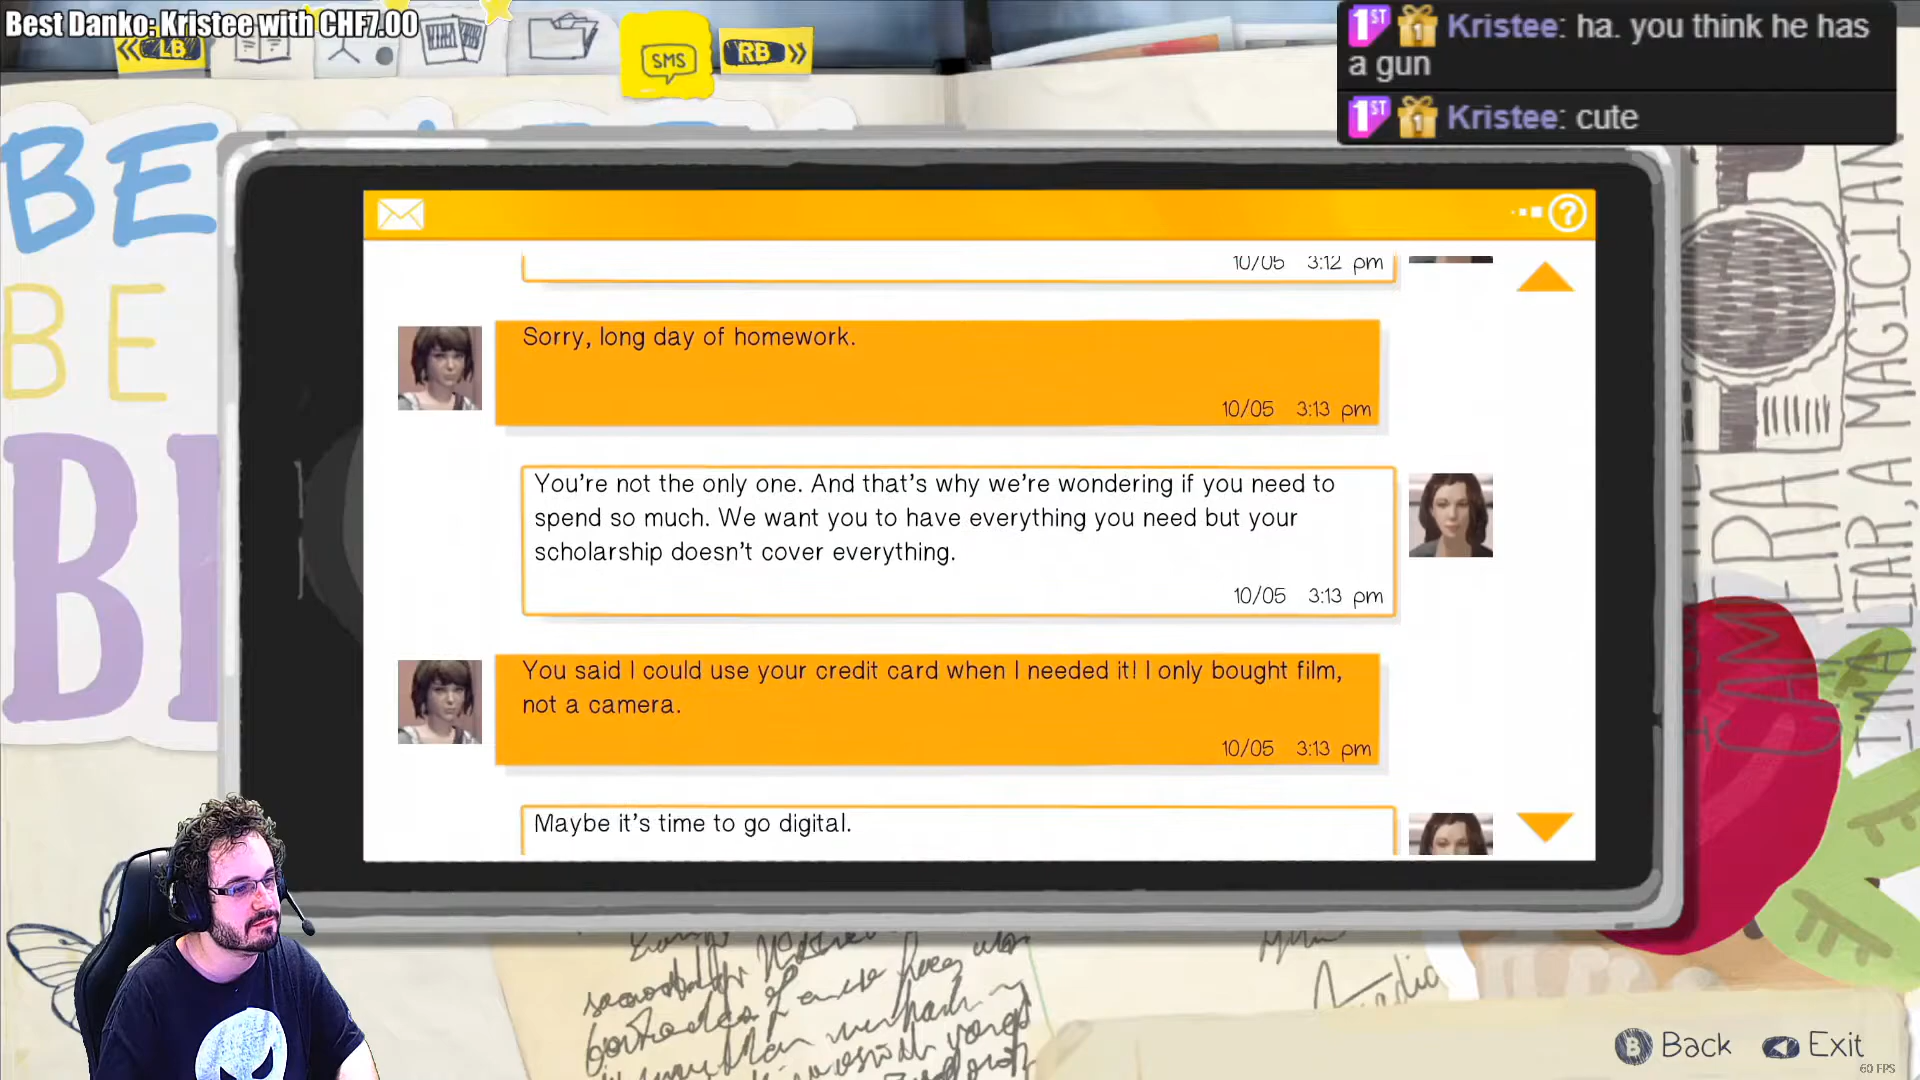 Best Danko: Kristee with CHF7.00
LB
SMS
RB
Kristee: ha. you think he has
a gun
Kristee: cute
BE
BE
10/05 3:12 pm
Sorry, long day of homework.
10/05 3:13 pm
You're not the only one. And that's why we're wondering if you need to
spend so much. We want you to have everything you need but your
scholarship doesn't cover everything.
10/05 3:13 pm
You said I could use your credit card when I needed it! I only bought film,
not a camera.
10/05 3:13 pm
Maybe it's time to go digital.
CAMERA
I'M A LIAR, A MAGICIAN
B Back
Exit
60 FPS